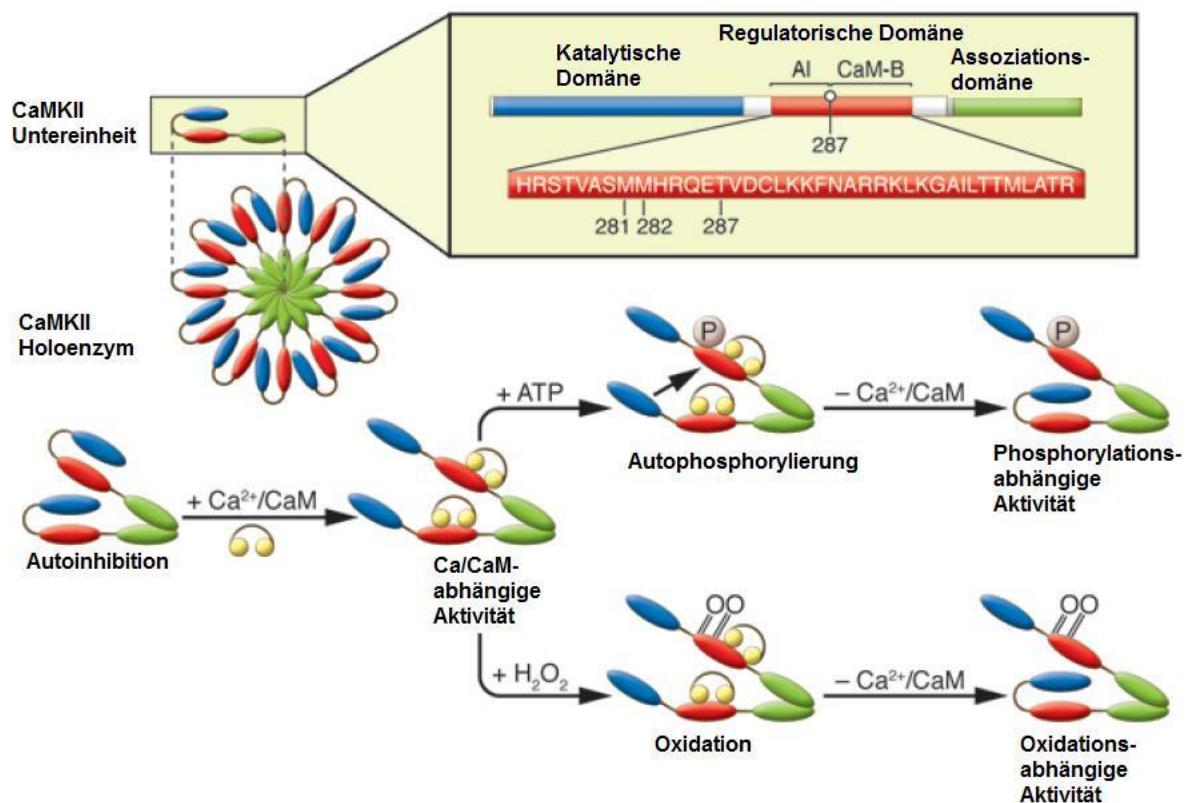 Regulatorische Domäne
Katalytische
Domäne
Assoziations-
domäne
AI
CaM-B
287
HRSTVASMMHRQETVDCLKKFNARRKLKGAILTTMLATR
281
282
287
CaMKII
Untereinheit
CaMKII
Holoenzym
P
+ ATP
– Ca²⁺/CaM
P
Autophosphorylierung
Phosphorylations-
abhängige
Aktivität
+ Ca²⁺/CaM
Autoinhibition
Ca/CaM-
abhängige
Aktivität
OO
+ H₂O₂
– Ca²⁺/CaM
OO
Oxidation
Oxidations-
abhängige
Aktivität